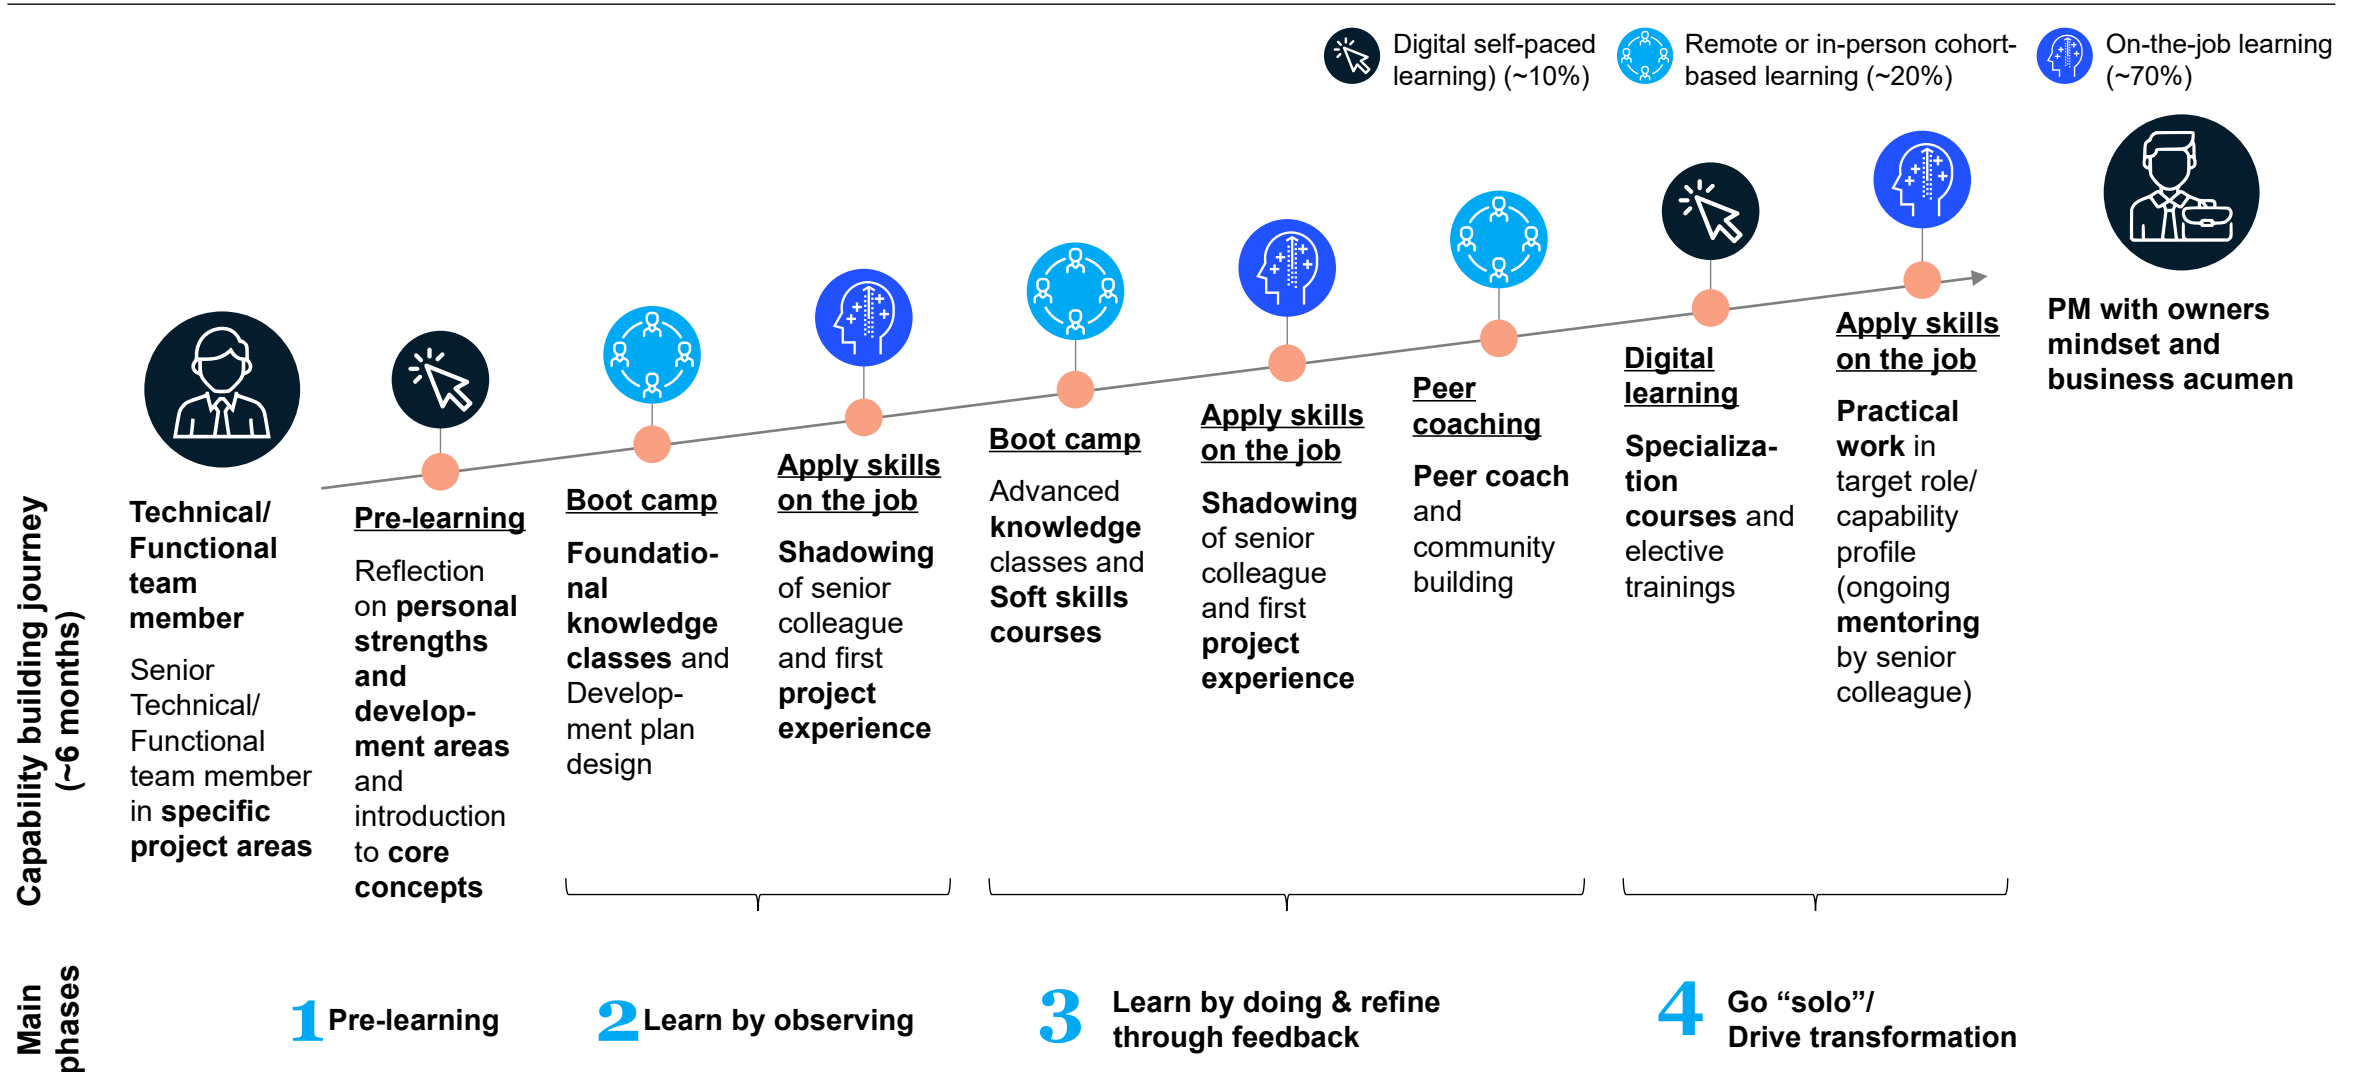 Digital self-paced
learning) (~10%)
Remote or in-person cohort-
based learning (~20%)
On-the-job learning
(~70%)
Capability building journey
(~6 months)
Technical/
Functional
team
member
Senior
Technical/
Functional
team member
in specific
project areas
Pre-learning
Reflection
on personal
strengths
and
develop-
ment areas
and
introduction
to core
concepts
Boot camp
Foundatio-
nal
knowledge
classes and
Develop-
ment plan
design
Apply skills
on the job
Shadowing
of senior
colleague
and first
project
experience
Boot camp
Advanced
knowledge
classes and
Soft skills
courses
Apply skills
on the job
Shadowing
of senior
colleague
and first
project
experience
Peer
coaching
Peer coach
and
community
building
Digital
learning
Specializa-
tion
courses and
elective
trainings
Apply skills
on the job
Practical
work in
target role/
capability
profile
(ongoing
mentoring
by senior
colleague)
PM with owners
mindset and
business acumen
Main
phases
1 Pre-learning
2 Learn by observing
3 Learn by doing & refine
through feedback
4 Go “solo”/
Drive transformation